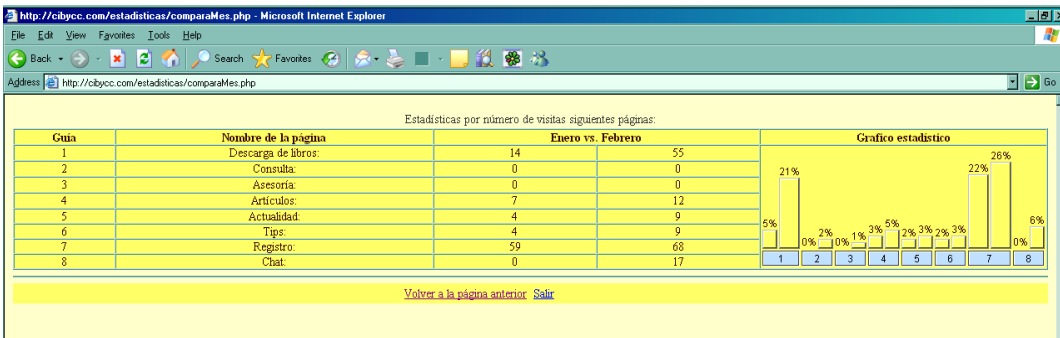 http://cibycc.com/estadisticas/comparaMes.php - Microsoft Internet Explorer
File Edit View Favorites Tools Help
Back Search Favorites
Address http://cibycc.com/estadisticas/comparaMes.php Go
Estadísticas por número de visitas siguientes páginas:
Guía Nombre de la página Enero vs. Febrero Grafico estadístico
1 Descarga de libros: 14 55
2 Consulta: 0 0
3 Asesoría: 0 0
4 Artículos: 7 12
5 Actualidad: 4 9
6 Tips: 4 9
7 Registro: 59 68
8 Chat: 0 17
5% 21% 0% 2% 0% 1% 3% 5% 2% 3% 2% 3% 22% 26% 0% 6%
1 2 3 4 5 6 7 8
Volver a la página anterior Salir